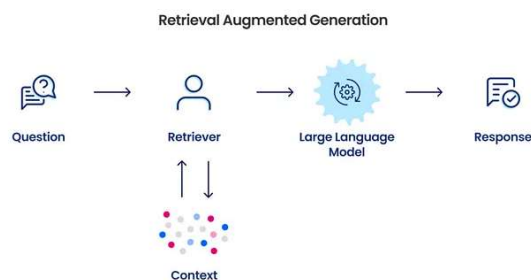 Retrieval Augmented Generation
?
Question
Retriever
Large Language
Model
Response
Context